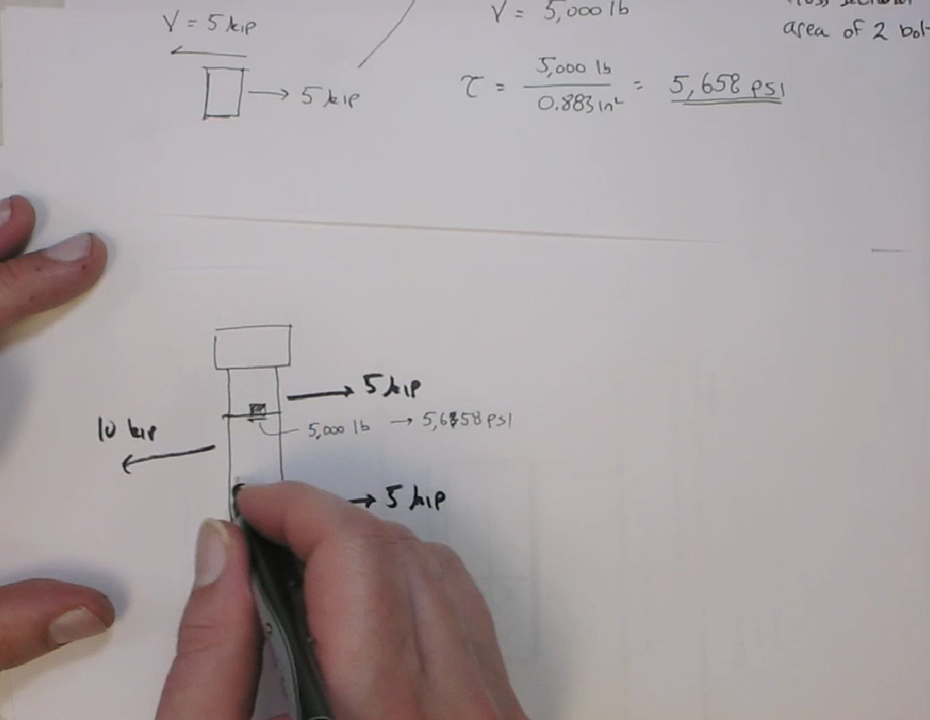 V = 5 kip
5 kip
V = 5,000 lb
τ = 5,000 lb / 0.883 in² = 5,658 psi
area of 2
5 kip
10 kip
5,000 lb → 5,658 psi
→ 5 kip